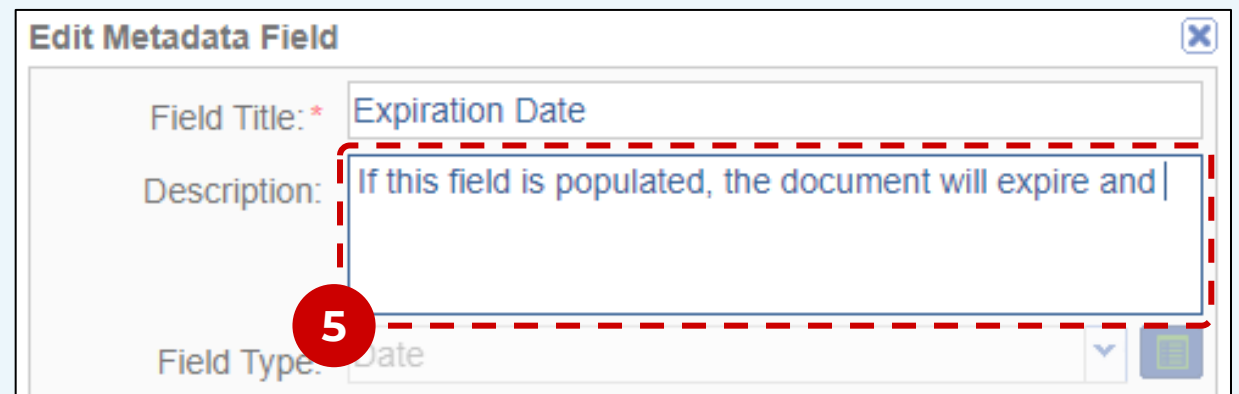 Edit Metadata Field
Field Title:* Expiration Date
Description: If this field is populated, the document will expire and
5
Field Type: Date